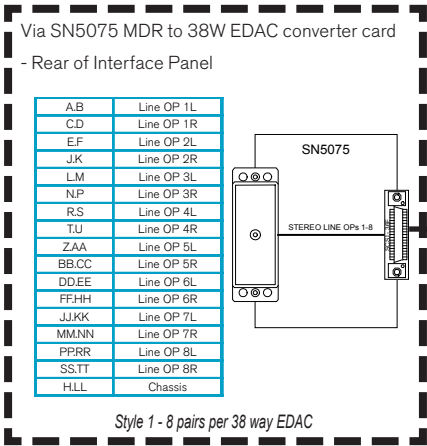 Via SN5075 MDR to 38W EDAC converter card
- Rear of Interface Panel
A.B Line OP 1L
C.D Line OP 1R
E.F Line OP 2L
J.K Line OP 2R
L.M Line OP 3L
N.P Line OP 3R
R.S Line OP 4L
T.U Line OP 4R
Z.AA Line OP 5L
BB.CC Line OP 5R
DD.EE Line OP 6L
FF.HH Line OP 6R
JJ.KK Line OP 7L
MM.NN Line OP 7R
PP.RR Line OP 8L
SS.TT Line OP 8R
H.LL Chassis
SN5075
STEREO LINE OPs 1-8
Style 1 - 8 pairs per 38 way EDAC